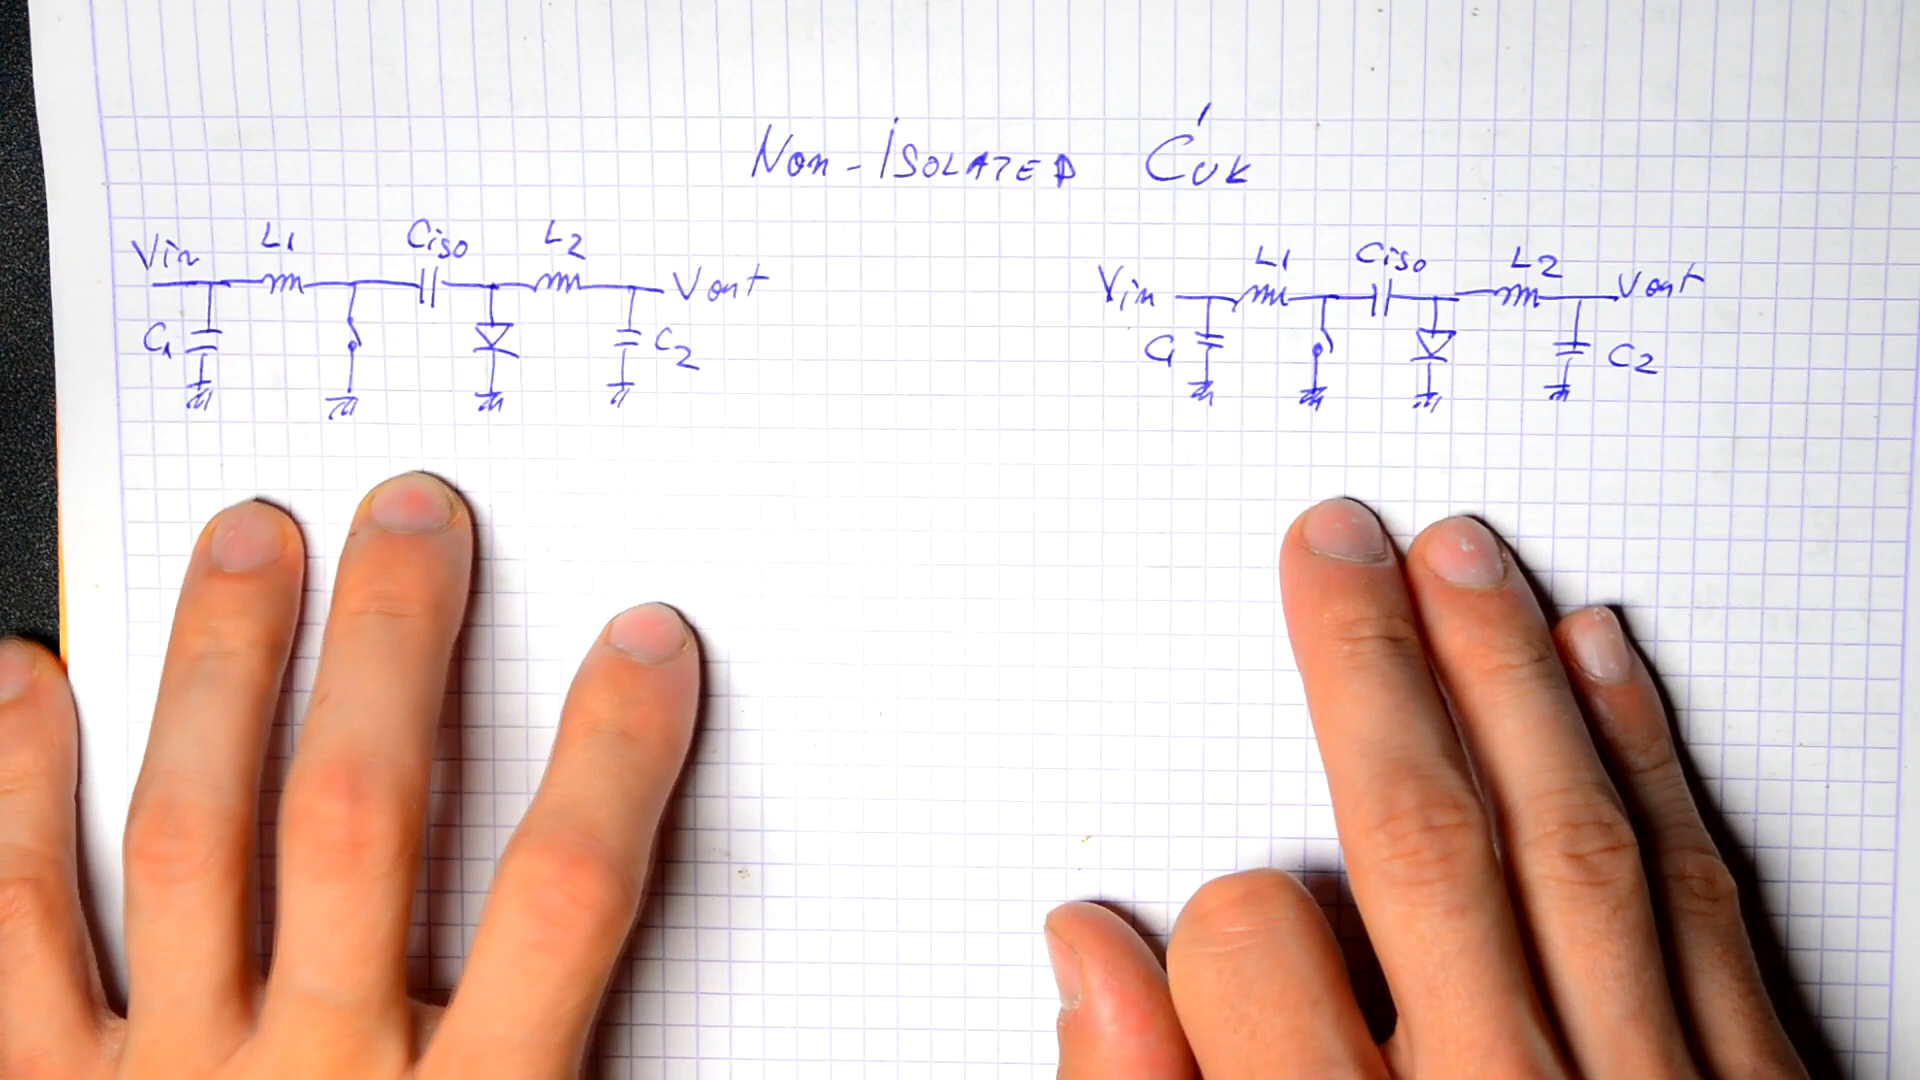 Non-Isolated Ćuk
Vin L1 Ciso L2 Vout
C1 C2
Vin L1 Ciso L2 Vout
C1 C2